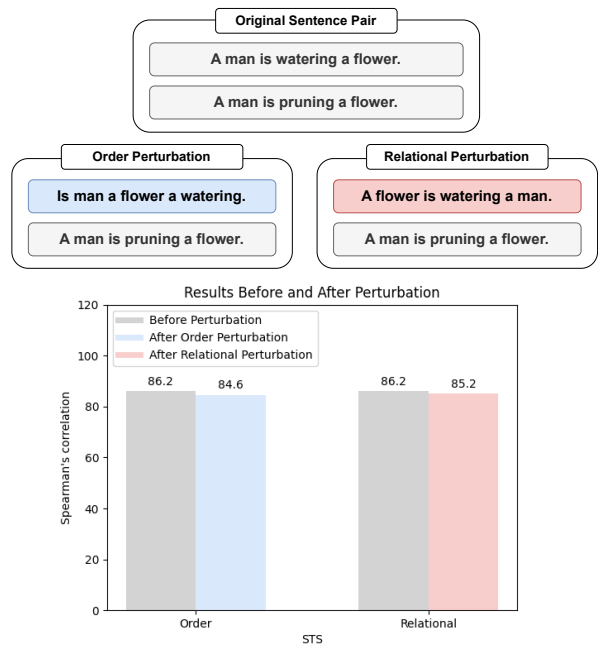 Original Sentence Pair
A man is watering a flower.
A man is pruning a flower.
Order Perturbation
Is man a flower a watering.
A man is pruning a flower.
Relational Perturbation
A flower is watering a man.
A man is pruning a flower.
Results Before and After Perturbation
Before Perturbation
After Order Perturbation
After Relational Perturbation
Spearman's correlation
120
100
80
60
40
20
0
86.2
84.6
86.2
85.2
Order
Relational
STS